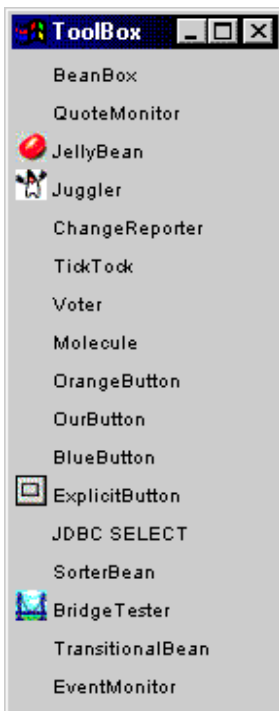 ToolBox
BeanBox
QuoteMonitor
JellyBean
Juggler
ChangeReporter
TickTock
Voter
Molecule
OrangeButton
OurButton
BlueButton
ExplicitButton
JDBC SELECT
SorterBean
BridgeTester
TransitionalBean
EventMonitor